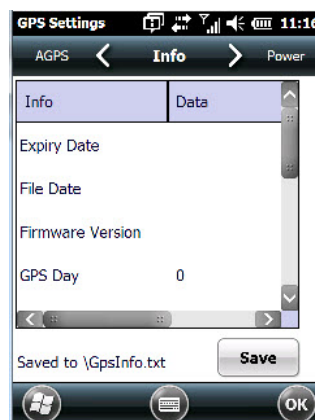 GPS Settings 11:16
AGPS Info Power
Info Data
Expiry Date
File Date
Firmware Version
GPS Day 0
Saved to \GpsInfo.txt Save
OK